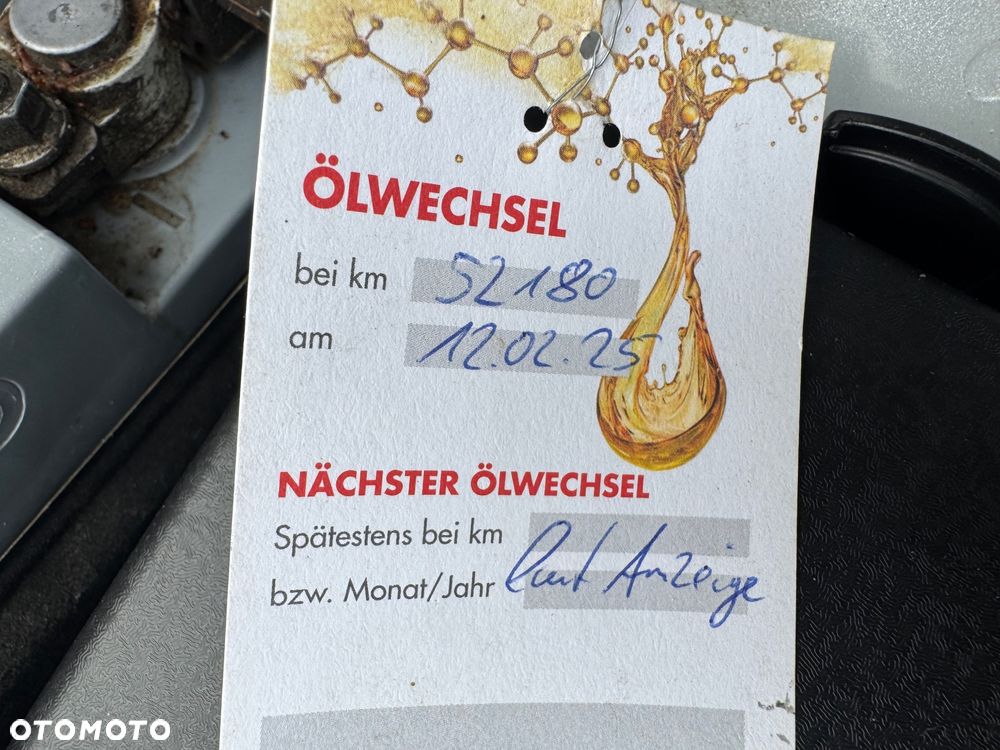 ÖLWECHSEL
bei km 52180
am 12.02.25
NÄCHSTER ÖLWECHSEL
Spätestens bei km
bzw. Monat/Jahr laut Anzeige
OTOMOTO